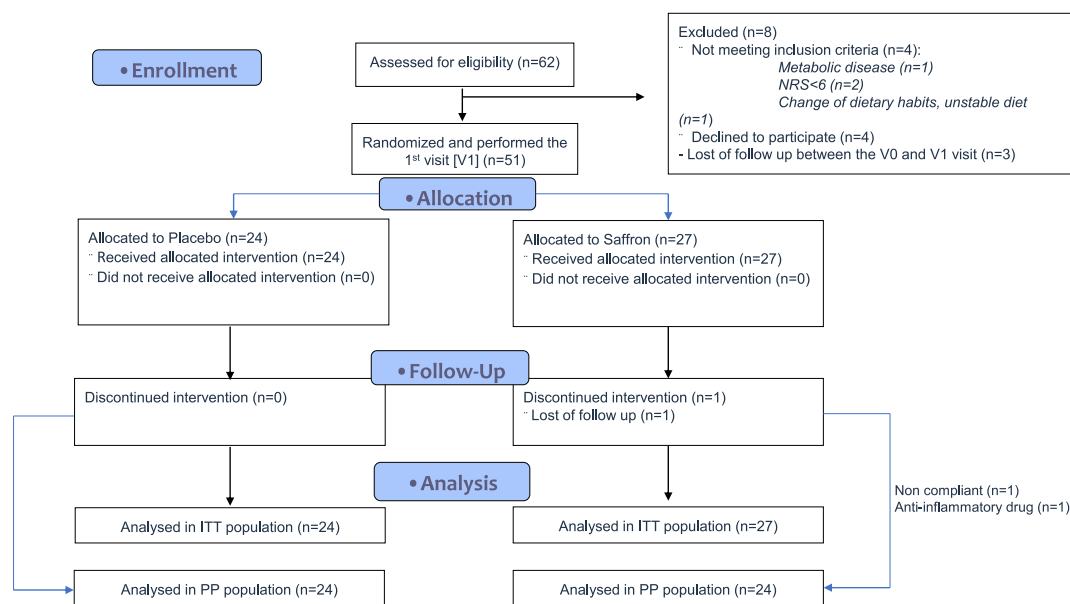 • Enrollment
Assessed for eligibility (n=62)
Excluded (n=8)
¨ Not meeting inclusion criteria (n=4):
Metabolic disease (n=1)
NRS<6 (n=2)
Change of dietary habits, unstable diet
(n=1)
¨ Declined to participate (n=4)
- Lost of follow up between the V0 and V1 visit (n=3)
Randomized and performed the
1st visit [V1] (n=51)
• Allocation
Allocated to Placebo (n=24)
¨ Received allocated intervention (n=24)
¨ Did not receive allocated intervention (n=0)
Allocated to Saffron (n=27)
¨ Received allocated intervention (n=27)
¨ Did not receive allocated intervention (n=0)
• Follow-Up
Discontinued intervention (n=0)
Discontinued intervention (n=1)
¨ Lost of follow up (n=1)
• Analysis
Non compliant (n=1)
Anti-inflammatory drug (n=1)
Analysed in ITT population (n=24)
Analysed in ITT population (n=27)
Analysed in PP population (n=24)
Analysed in PP population (n=24)